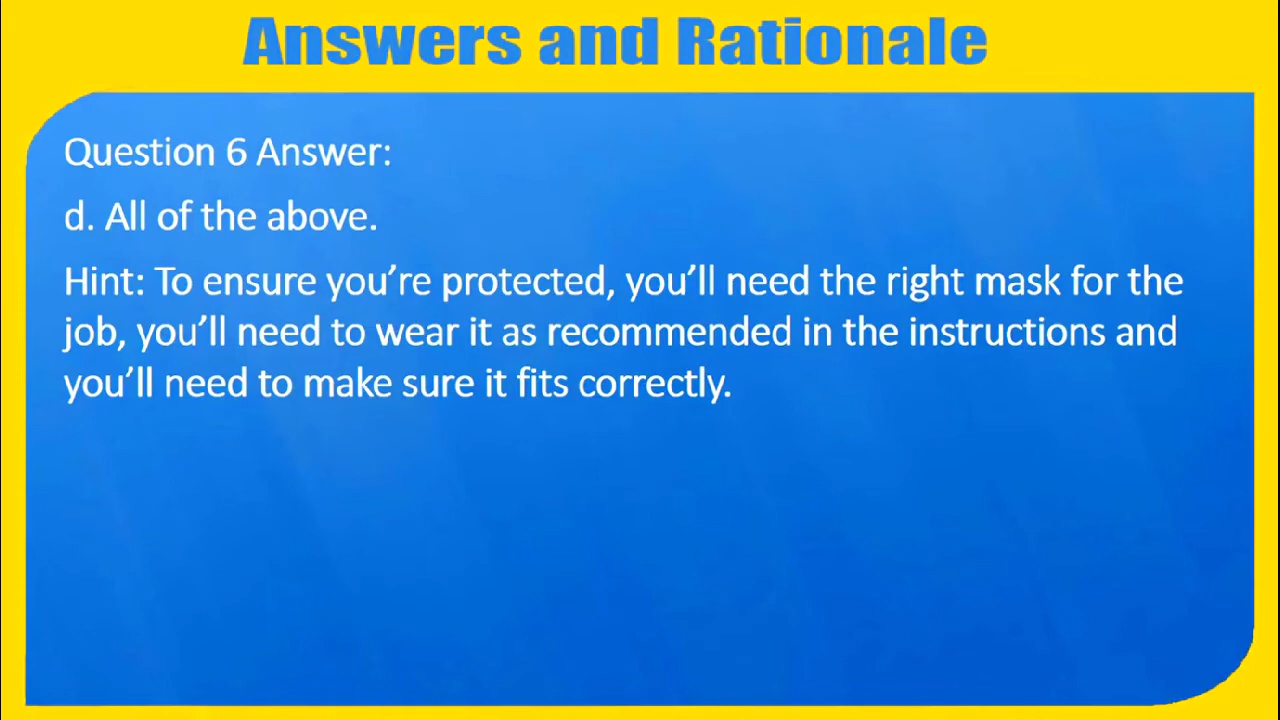 Answers and Rationale
Question 6 Answer:
d. All of the above.
Hint: To ensure you’re protected, you’ll need the right mask for the
job, you’ll need to wear it as recommended in the instructions and
you’ll need to make sure it fits correctly.